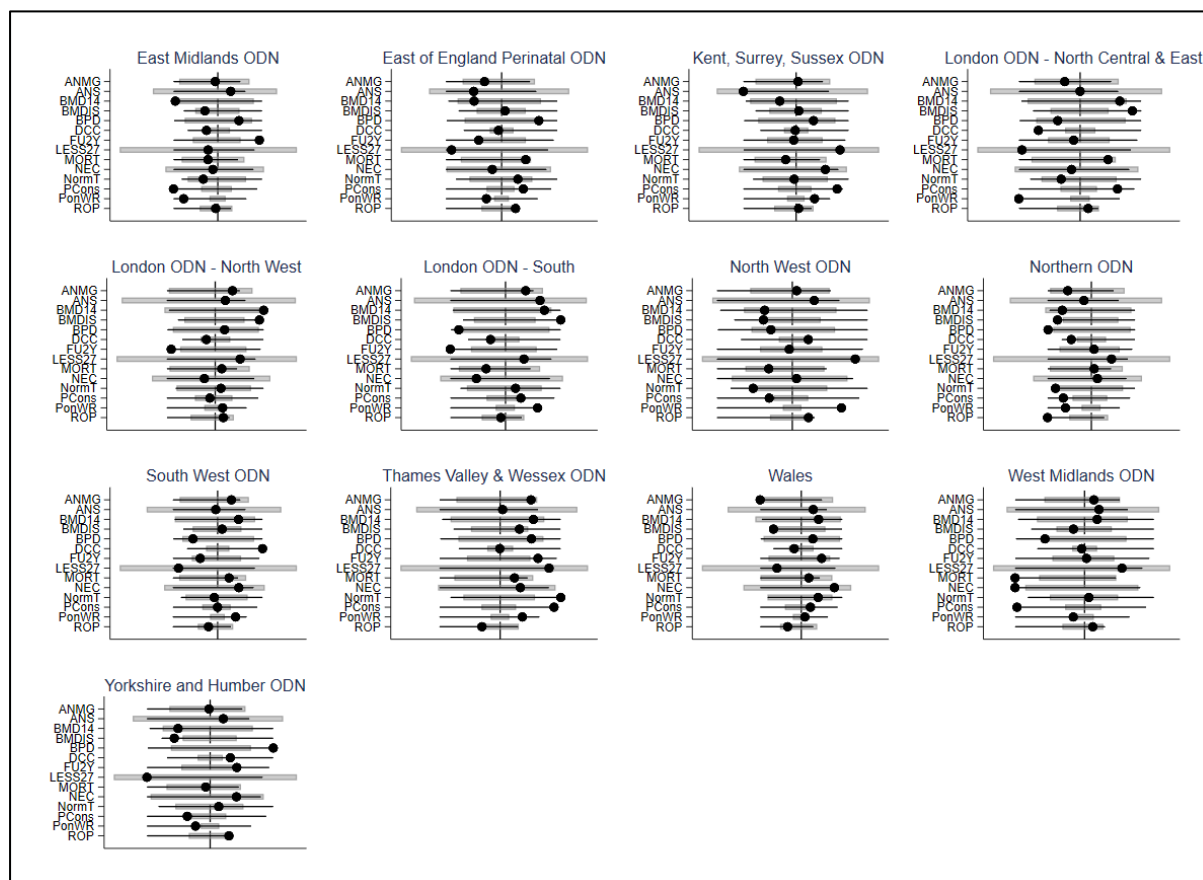 East Midlands ODN
ANMG
ANS
BMD14
BMDIS
BPD
DCC
FU2Y
LESS27
MORT
NEC
NormT
PCons
PonWR
ROP
East of England Perinatal ODN
ANMG
ANS
BMD14
BMDIS
BPD
DCC
FU2Y
LESS27
MORT
NEC
NormT
PCons
PonWR
ROP
Kent, Surrey, Sussex ODN
ANMG
ANS
BMD14
BMDIS
BPD
DCC
FU2Y
LESS27
MORT
NEC
NormT
PCons
PonWR
ROP
London ODN - North Central & East
ANMG
ANS
BMD14
BMDIS
BPD
DCC
FU2Y
LESS27
MORT
NEC
NormT
PCons
PonWR
ROP
London ODN - North West
ANMG
ANS
BMD14
BMDIS
BPD
DCC
FU2Y
LESS27
MORT
NEC
NormT
PCons
PonWR
ROP
London ODN - South
ANMG
ANS
BMD14
BMDIS
BPD
DCC
FU2Y
LESS27
MORT
NEC
NormT
PCons
PonWR
ROP
North West ODN
ANMG
ANS
BMD14
BMDIS
BPD
DCC
FU2Y
LESS27
MORT
NEC
NormT
PCons
PonWR
ROP
Northern ODN
ANMG
ANS
BMD14
BMDIS
BPD
DCC
FU2Y
LESS27
MORT
NEC
NormT
PCons
PonWR
ROP
South West ODN
ANMG
ANS
BMD14
BMDIS
BPD
DCC
FU2Y
LESS27
MORT
NEC
NormT
PCons
PonWR
ROP
Thames Valley & Wessex ODN
ANMG
ANS
BMD14
BMDIS
BPD
DCC
FU2Y
LESS27
MORT
NEC
NormT
PCons
PonWR
ROP
Wales
ANMG
ANS
BMD14
BMDIS
BPD
DCC
FU2Y
LESS27
MORT
NEC
NormT
PCons
PonWR
ROP
West Midlands ODN
ANMG
ANS
BMD14
BMDIS
BPD
DCC
FU2Y
LESS27
MORT
NEC
NormT
PCons
PonWR
ROP
Yorkshire and Humber ODN
ANMG
ANS
BMD14
BMDIS
BPD
DCC
FU2Y
LESS27
MORT
NEC
NormT
PCons
PonWR
ROP